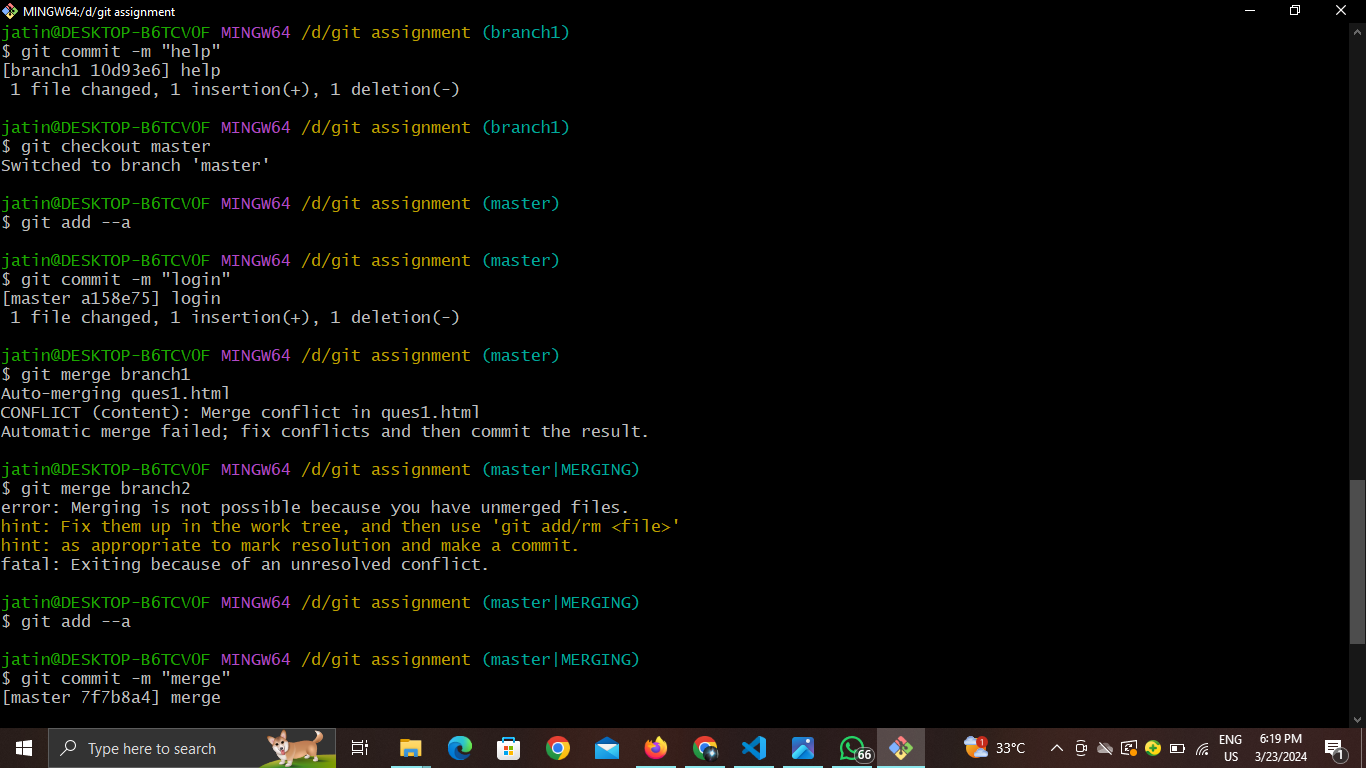 MINGW64:/d/git assignment
jatin@DESKTOP-B6TCV0F MINGW64 /d/git assignment (branch1)
$ git commit -m "help"
[branch1 10d93e6] help
 1 file changed, 1 insertion(+), 1 deletion(-)
jatin@DESKTOP-B6TCV0F MINGW64 /d/git assignment (branch1)
$ git checkout master
Switched to branch 'master'
jatin@DESKTOP-B6TCV0F MINGW64 /d/git assignment (master)
$ git add --a
jatin@DESKTOP-B6TCV0F MINGW64 /d/git assignment (master)
$ git commit -m "login"
[master a158e75] login
 1 file changed, 1 insertion(+), 1 deletion(-)
jatin@DESKTOP-B6TCV0F MINGW64 /d/git assignment (master)
$ git merge branch1
Auto-merging ques1.html
CONFLICT (content): Merge conflict in ques1.html
Automatic merge failed; fix conflicts and then commit the result.
jatin@DESKTOP-B6TCV0F MINGW64 /d/git assignment (master|MERGING)
$ git merge branch2
error: Merging is not possible because you have unmerged files.
hint: Fix them up in the work tree, and then use 'git add/rm <file>'
hint: as appropriate to mark resolution and make a commit.
fatal: Exiting because of an unresolved conflict.
jatin@DESKTOP-B6TCV0F MINGW64 /d/git assignment (master|MERGING)
$ git add --a
jatin@DESKTOP-B6TCV0F MINGW64 /d/git assignment (master|MERGING)
$ git commit -m "merge"
[master 7f7b8a4] merge
Type here to search
66
1
33°C
ENG
US
6:19 PM
3/23/2024
1